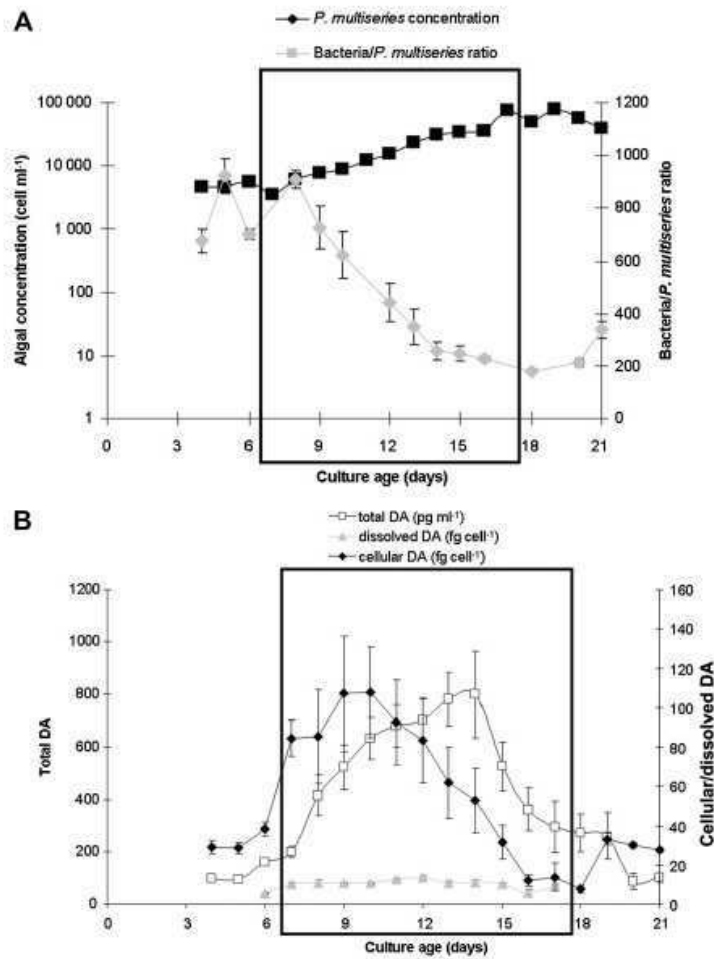 A
P. multiseries concentration
Bacteria/P. multiseries ratio
100 000
10 000
1 000
100
10
1
Algal concentration (cell ml-1)
1200
1000
800
600
400
200
0
Bacteria/P. multiseries ratio
0 3 6 9 12 15 18 21
Culture age (days)
B
total DA (pg ml-1)
dissolved DA (fg cell-1)
cellular DA (fg cell-1)
1200
1000
800
600
400
200
0
Total DA
160
140
120
100
80
60
40
20
0
Cellular/dissolved DA
0 3 6 9 12 15 18 21
Culture age (days)